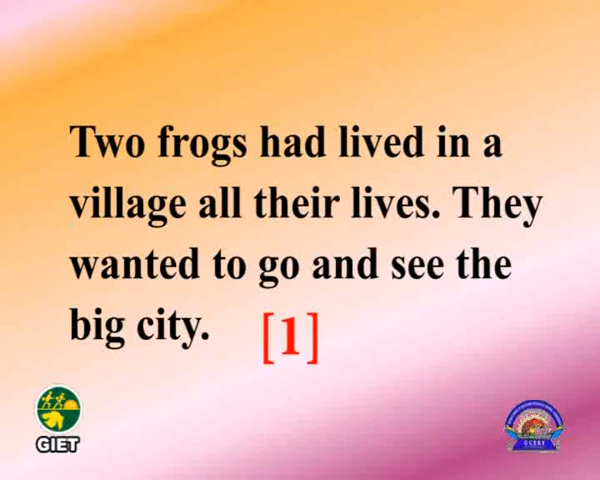 Two frogs had lived in a
village all their lives. They
wanted to go and see the
big city. [1]
GIET
GCERT